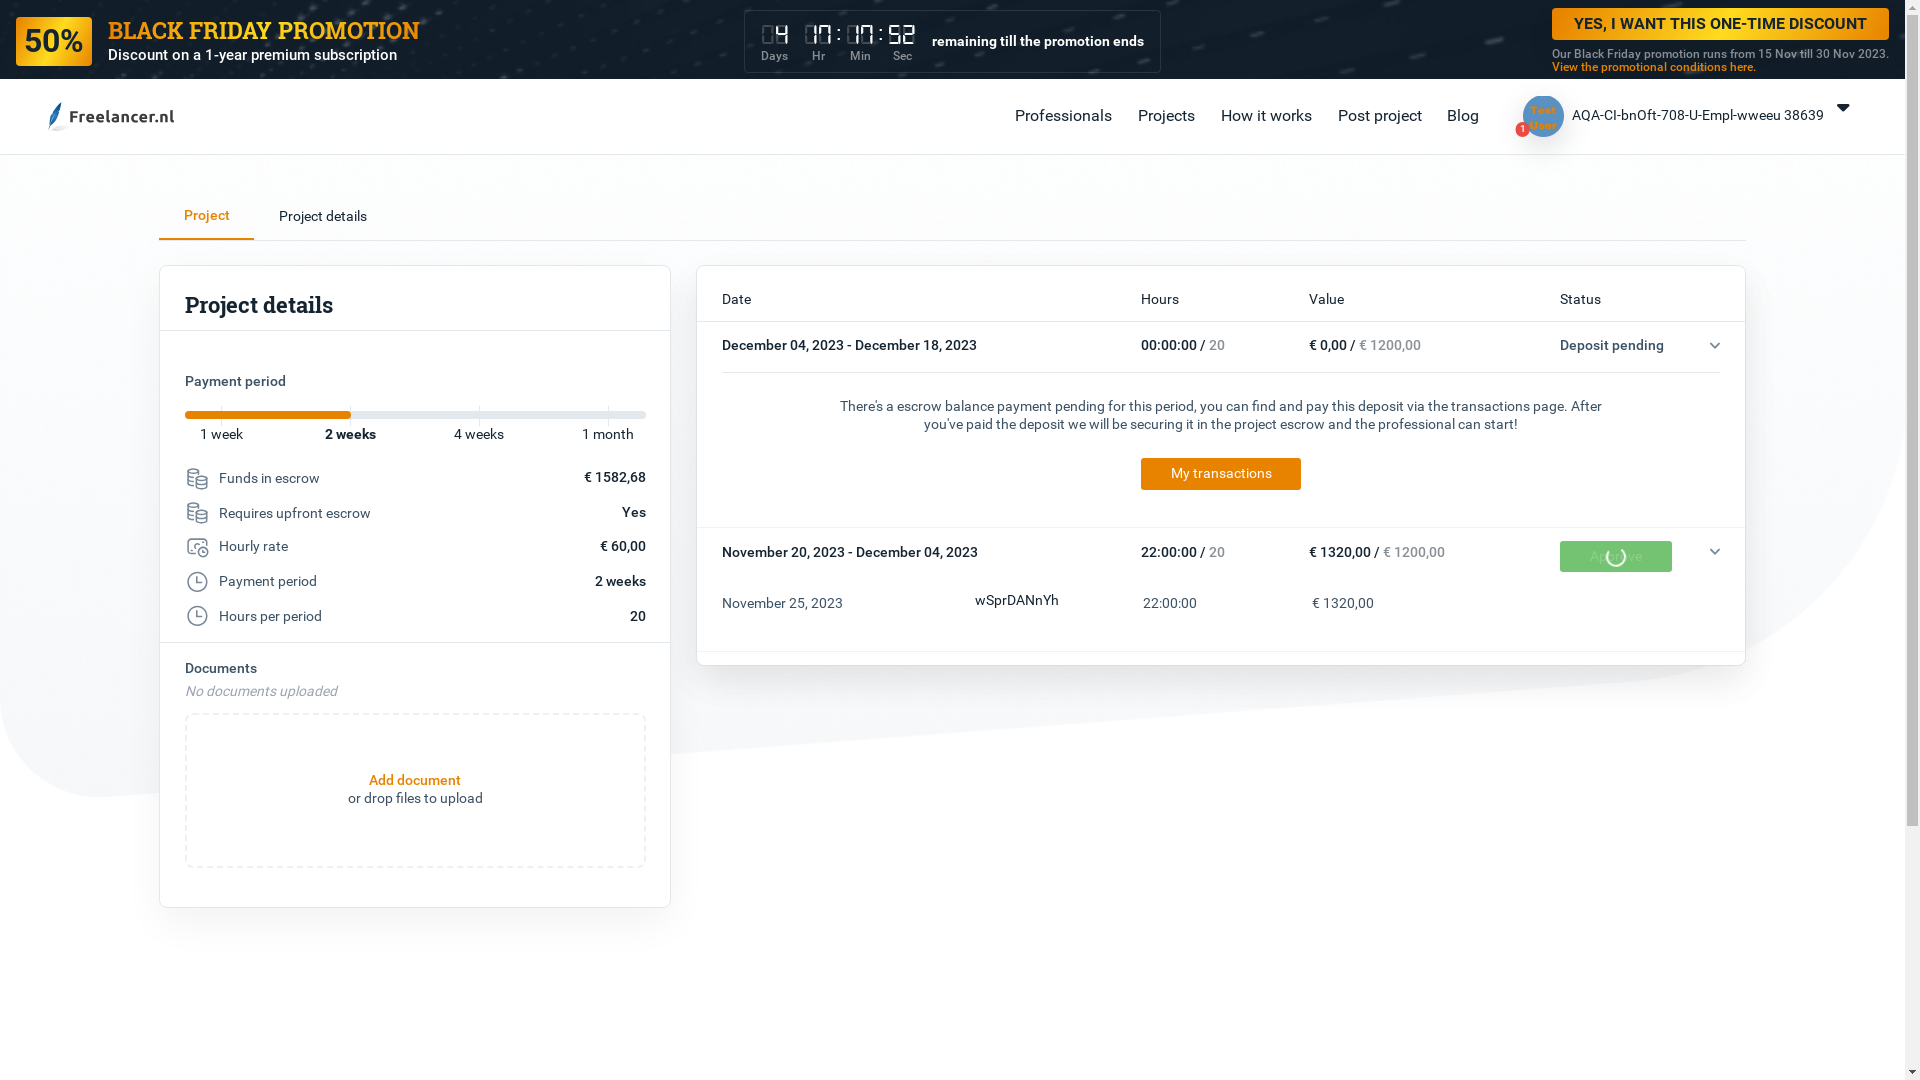 50%
BLACK FRIDAY PROMOTION
Discount on a 1-year premium subscription
4 17 : 17 : 52
Days Hr Min Sec
remaining till the promotion ends
YES, I WANT THIS ONE-TIME DISCOUNT
Our Black Friday promotion runs from 15 Nov till 30 Nov 2023.
View the promotional conditions here.
Freelancer.nl
Professionals Projects How it works Post project Blog
Test
User
1
AQA-CI-bnOft-708-U-Empl-wweeu 38639
Project Project details
Project details
Payment period
1 week 2 weeks 4 weeks 1 month
Funds in escrow € 1582,68
Requires upfront escrow Yes
Hourly rate € 60,00
Payment period 2 weeks
Hours per period 20
Documents
No documents uploaded
Add document
or drop files to upload
Date Hours Value Status
December 04, 2023 - December 18, 2023 00:00:00 / 20 € 0,00 / € 1200,00 Deposit pending
There's a escrow balance payment pending for this period, you can find and pay this deposit via the transactions page. After
you've paid the deposit we will be securing it in the project escrow and the professional can start!
My transactions
November 20, 2023 - December 04, 2023 22:00:00 / 20 € 1320,00 / € 1200,00 Approve
November 25, 2023 wSprDANnYh 22:00:00 € 1320,00